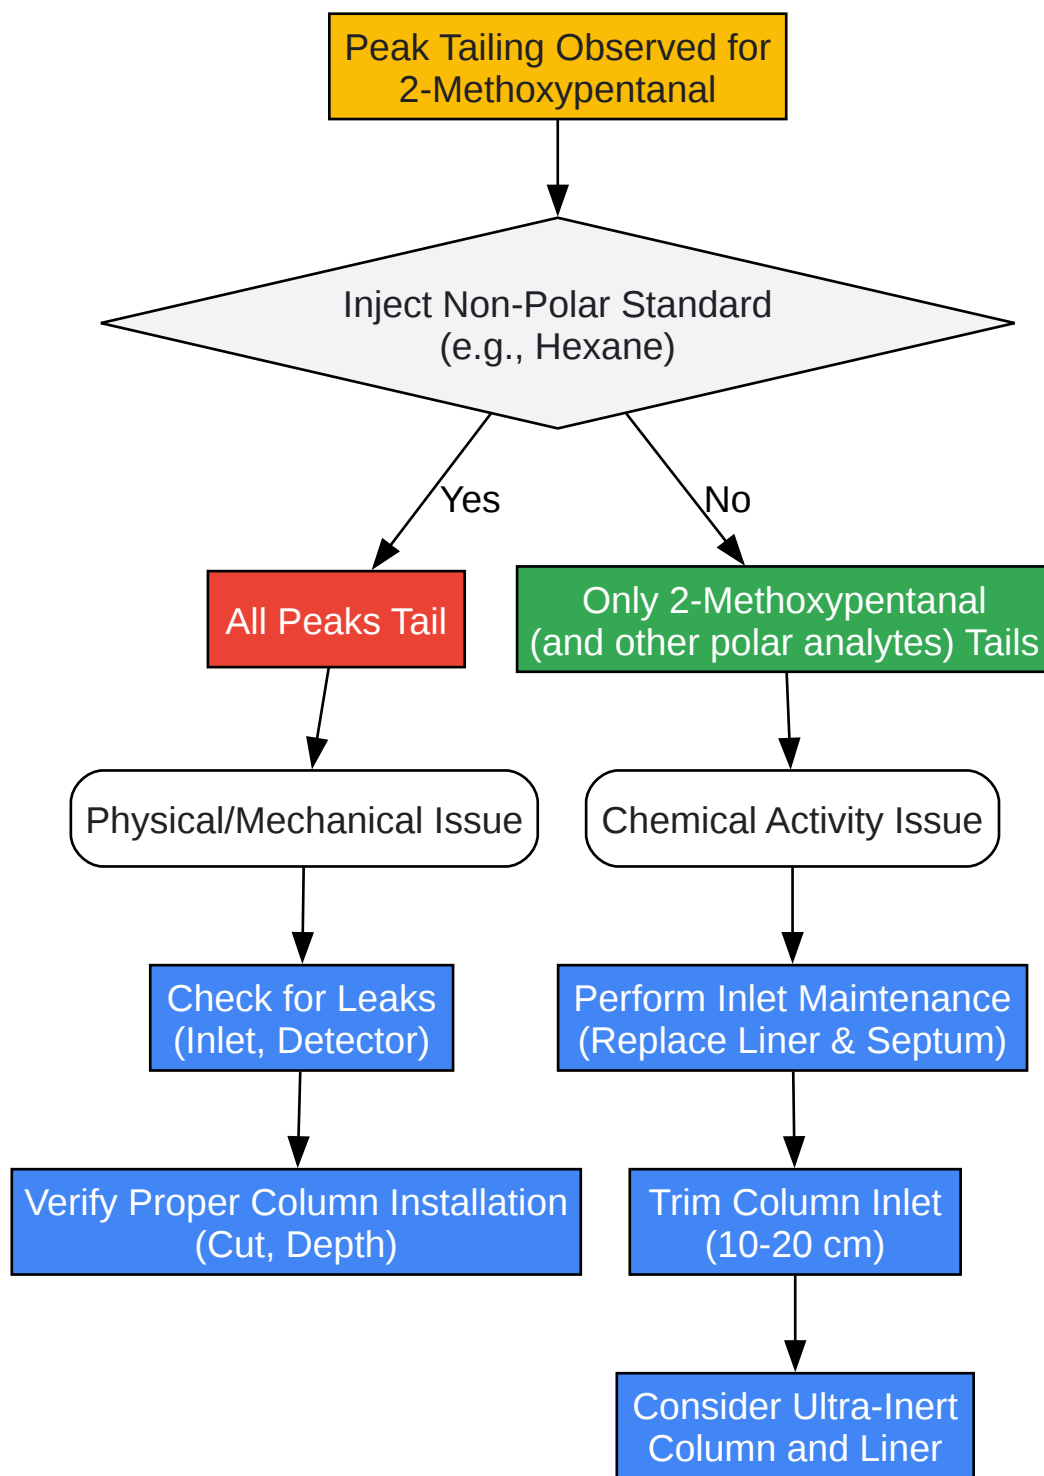 Peak Tailing Observed for
2-Methoxypentanal
Inject Non-Polar Standard
(e.g., Hexane)
Yes
No
All Peaks Tail
Only 2-Methoxypentanal
(and other polar analytes) Tails
Physical/Mechanical Issue
Chemical Activity Issue
Check for Leaks
(Inlet, Detector)
Perform Inlet Maintenance
(Replace Liner & Septum)
Verify Proper Column Installation
(Cut, Depth)
Trim Column Inlet
(10-20 cm)
Consider Ultra-Inert
Column and Liner